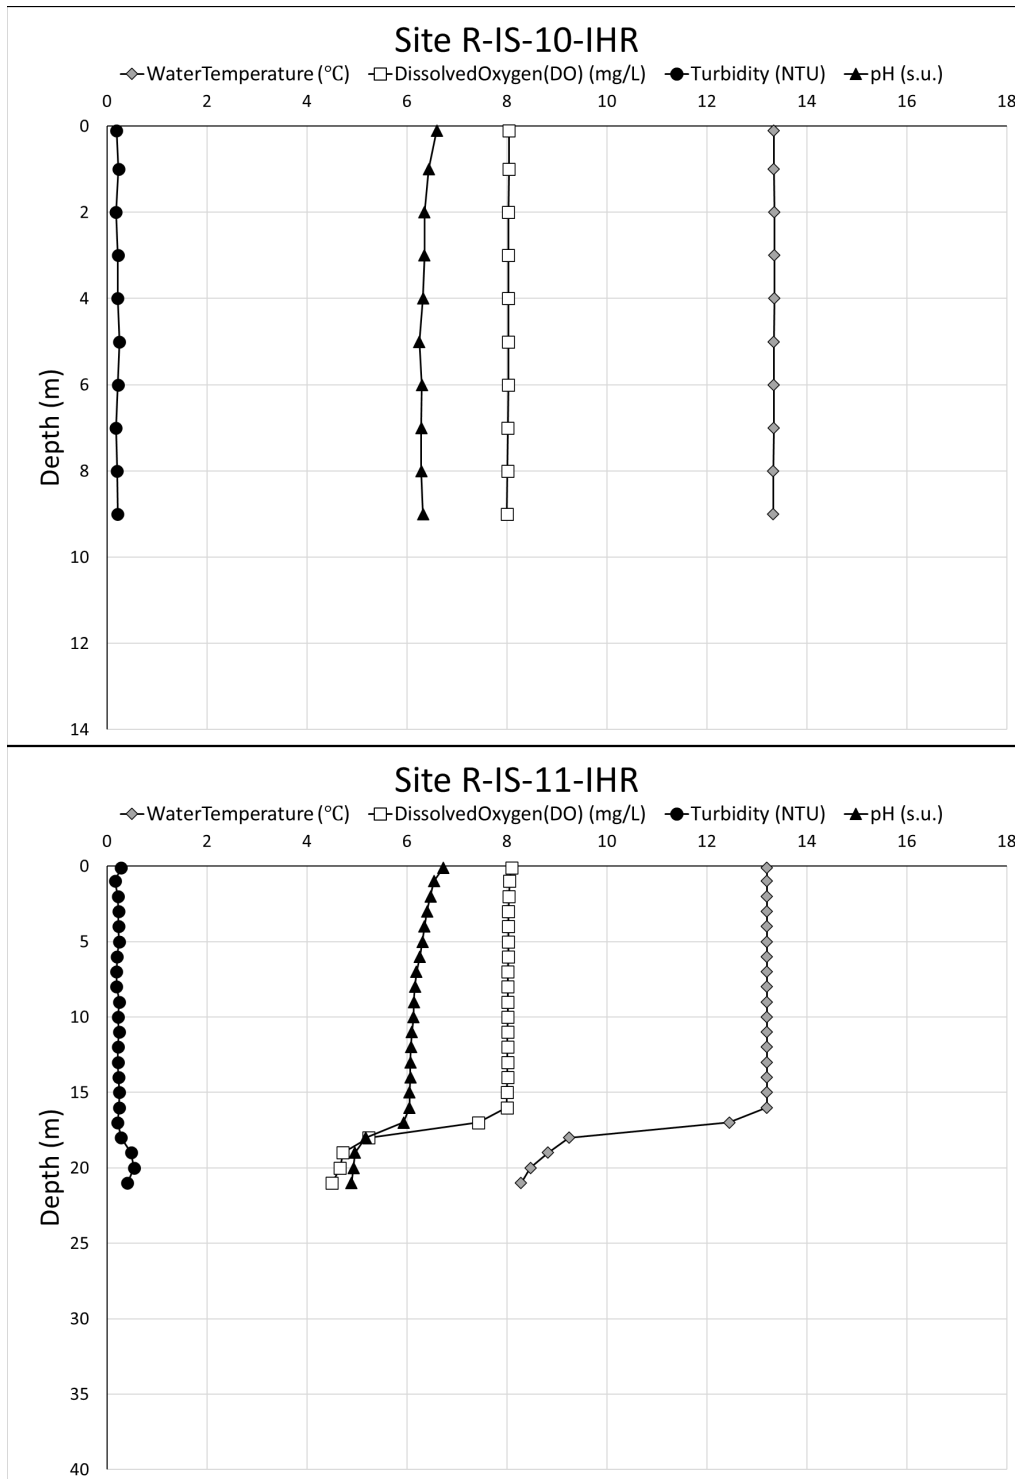 Site R-IS-10-IHR
WaterTemperature (°C) DissolvedOxygen(DO) (mg/L) Turbidity (NTU) pH (s.u.)
0 2 4 6 8 10 12 14 16 18
0
2
4
6
8
10
12
14
Depth (m)
Site R-IS-11-IHR
WaterTemperature (°C) DissolvedOxygen(DO) (mg/L) Turbidity (NTU) pH (s.u.)
0 2 4 6 8 10 12 14 16 18
0
5
10
15
20
25
30
35
40
Depth (m)